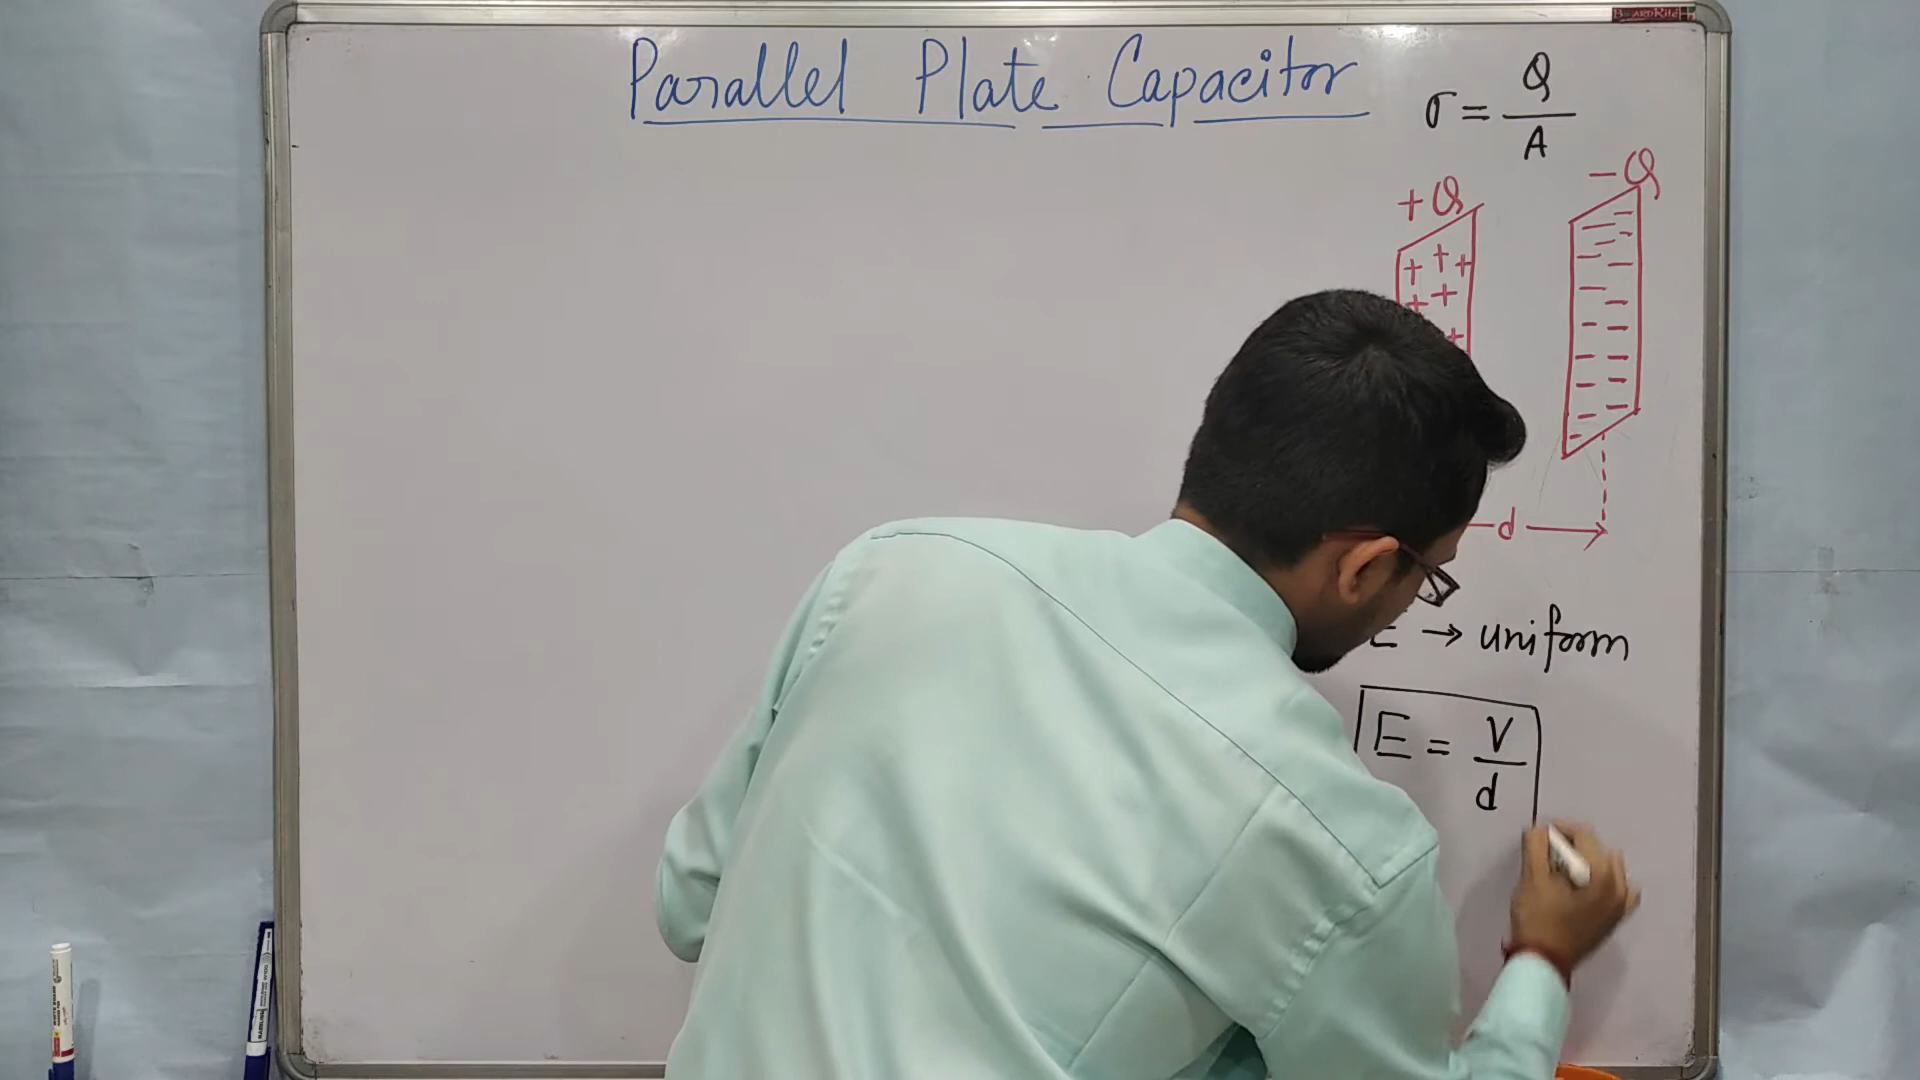 Parallel Plate Capacitor
σ = Q/A
+Q
-Q
d
E → uniform
E = V/d